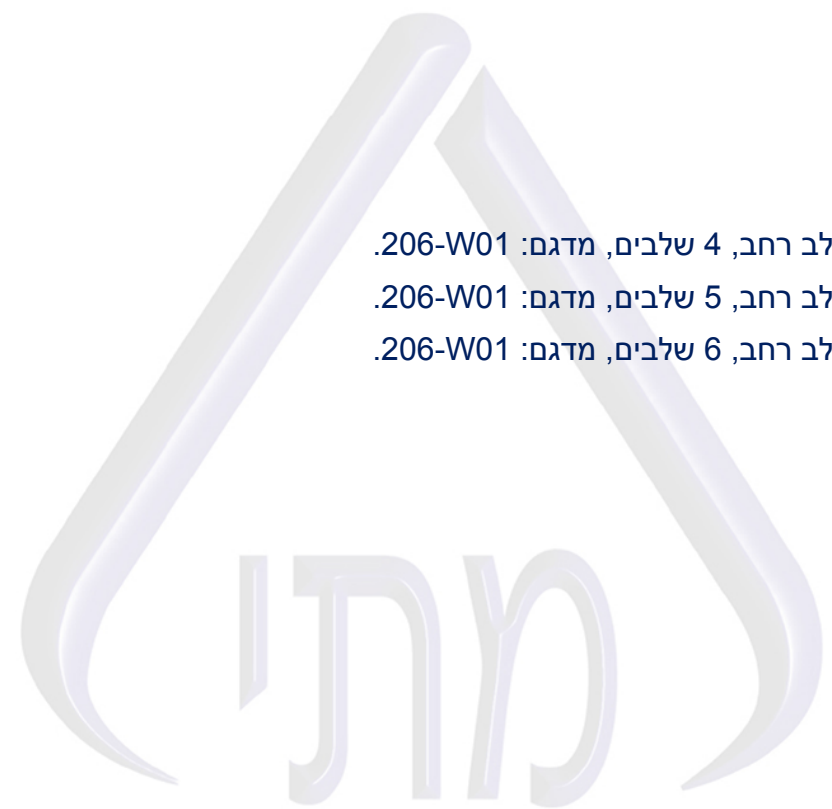 לב רחב, 4 שלבים, מדגם: 206-W01.
לב רחב, 5 שלבים, מדגם: 206-W01.
לב רחב, 6 שלבים, מדגם: 206-W01.
מתי